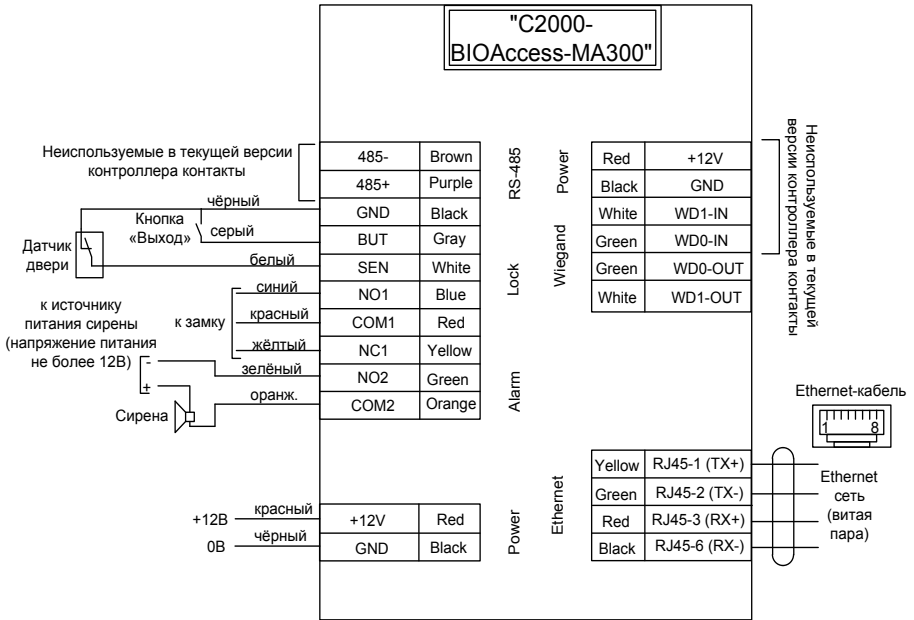 "С2000-
BIOAccess-MA300"
Неиспользуемые в текущей версии
контроллера контакты
чёрный
Кнопка
«Выход»
серый
Датчик
двери
белый
синий
к замку
красный
жёлтый
к источнику
питания сирены
(напряжение питания
не более 12В)
-
+
зелёный
оранж.
Сирена
485- Brown
485+ Purple
GND Black
BUT Gray
SEN White
NO1 Blue
COM1 Red
NC1 Yellow
NO2 Green
COM2 Orange
RS-485
Lock
Alarm
+12В
красный
0В
чёрный
+12V Red
GND Black
Power
Power
Wiegand
Red +12V
Black GND
White WD1-IN
Green WD0-IN
Green WD0-OUT
White WD1-OUT
Неиспользуемые в текущей
версии контроллера контакты
Ethernet-кабель
1 8
Ethernet
Yellow RJ45-1 (TX+)
Green RJ45-2 (TX-)
Red RJ45-3 (RX+)
Black RJ45-6 (RX-)
Ethernet
сеть
(витая
пара)